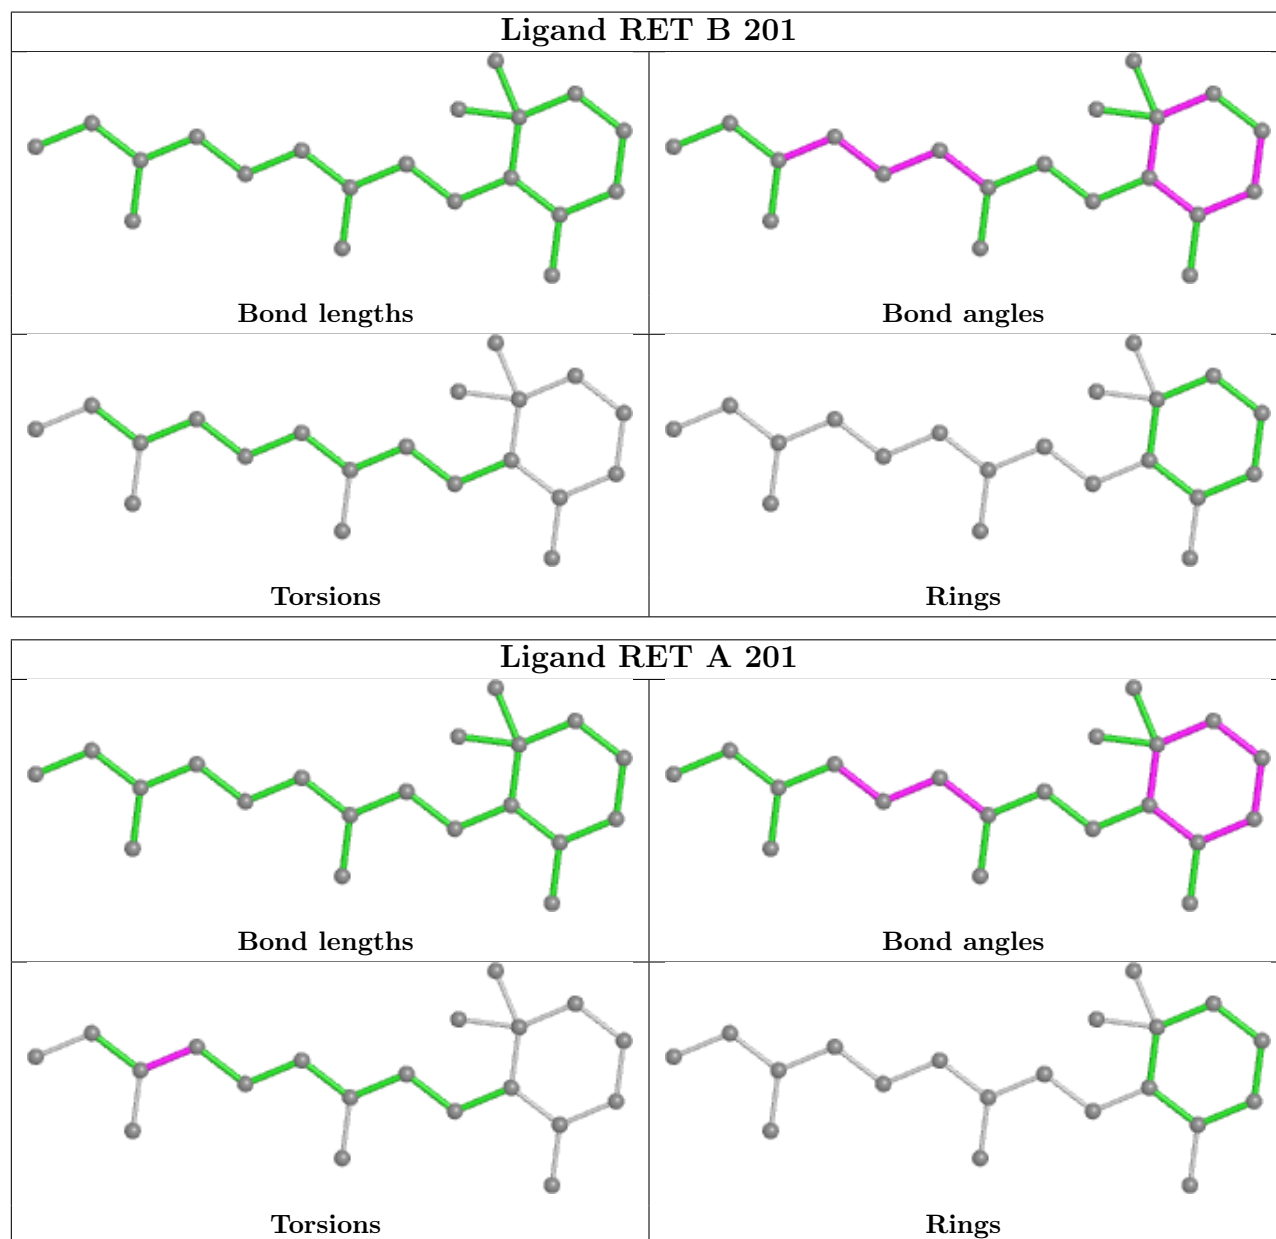 Ligand RET B 201
Bond lengths
Bond angles
Torsions
Rings
Ligand RET A 201
Bond lengths
Bond angles
Torsions
Rings